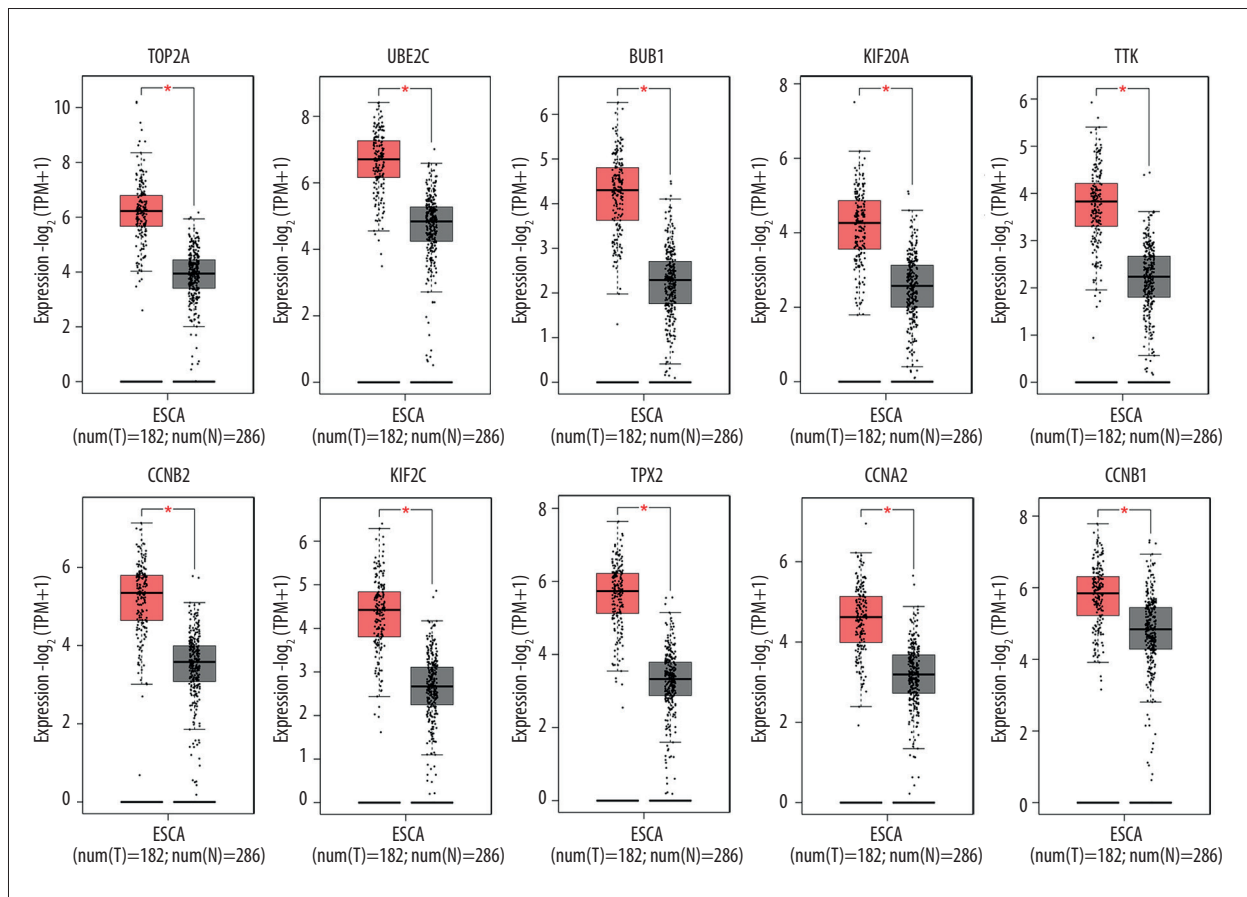 TOP2A
UBE2C
BUB1
KIF20A
TTK
Expression -log2 (TPM+1)
10
8
6
4
2
0
*
ESCA
(num(T)=182; num(N)=286)
Expression -log2 (TPM+1)
8
6
4
2
0
*
ESCA
(num(T)=182; num(N)=286)
Expression -log2 (TPM+1)
6
5
4
3
2
1
0
*
ESCA
(num(T)=182; num(N)=286)
Expression -log2 (TPM+1)
8
6
4
2
0
*
ESCA
(num(T)=182; num(N)=286)
Expression -log2 (TPM+1)
6
5
4
3
2
1
0
*
ESCA
(num(T)=182; num(N)=286)
CCNB2
KIF2C
TPX2
CCNA2
CCNB1
Expression -log2 (TPM+1)
6
4
2
0
*
ESCA
(num(T)=182; num(N)=286)
Expression -log2 (TPM+1)
6
5
4
3
2
1
0
*
ESCA
(num(T)=182; num(N)=286)
Expression -log2 (TPM+1)
8
6
4
2
0
*
ESCA
(num(T)=182; num(N)=286)
Expression -log2 (TPM+1)
6
4
2
0
*
ESCA
(num(T)=182; num(N)=286)
Expression -log2 (TPM+1)
8
6
4
2
0
*
ESCA
(num(T)=182; num(N)=286)